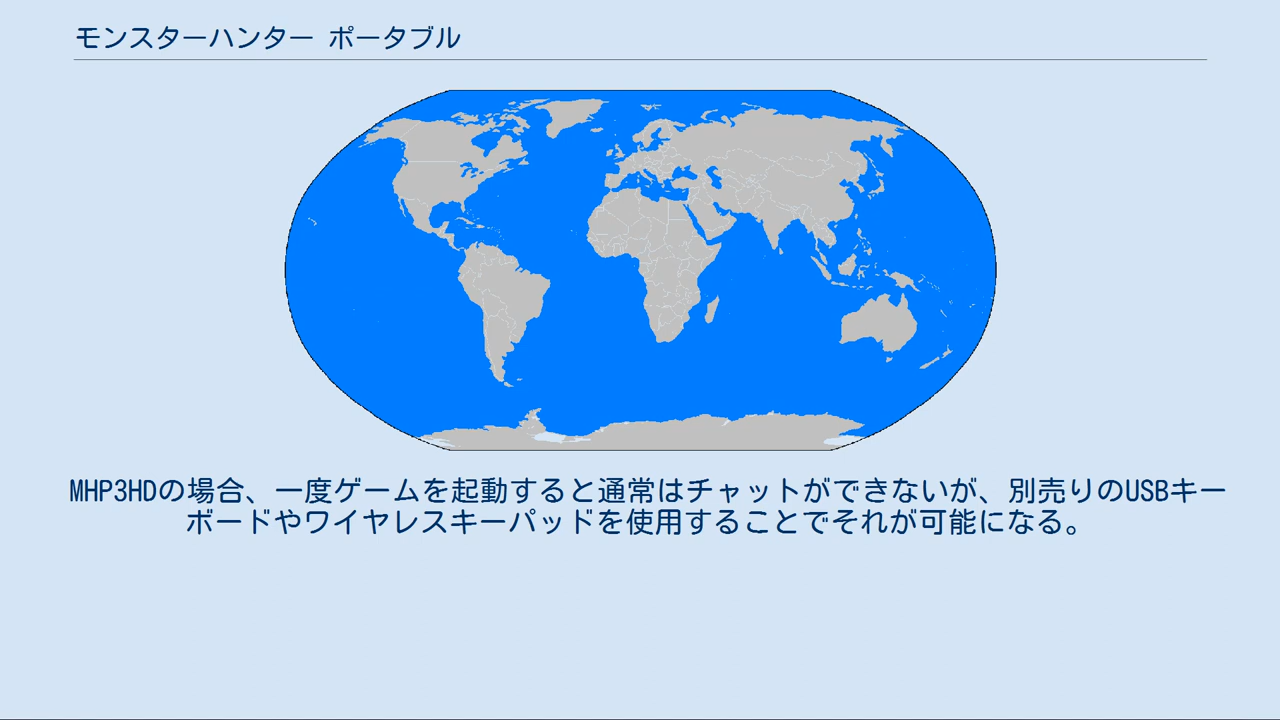 モンスターハンター ポータブル
MHP3HDの場合、一度ゲームを起動すると通常はチャットができないが、別売りのUSBキー
ボードやワイヤレスキーパッドを使用することでそれが可能になる。